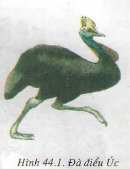 Hình 44.1. Đà điểu Úc